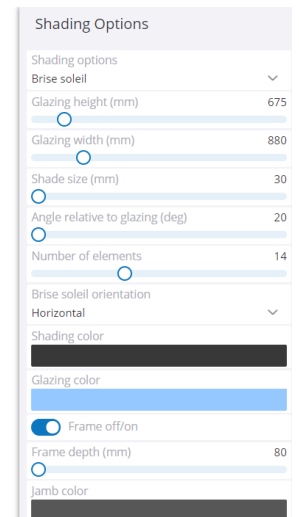 Shading Options
Shading options
Brise soleil
Glazing height (mm) 675
Glazing width (mm) 880
Shade size (mm) 30
Angle relative to glazing (deg) 20
Number of elements 14
Brise soleil orientation
Horizontal
Shading color
Glazing color
Frame off/on
Frame depth (mm) 80
Jamb color